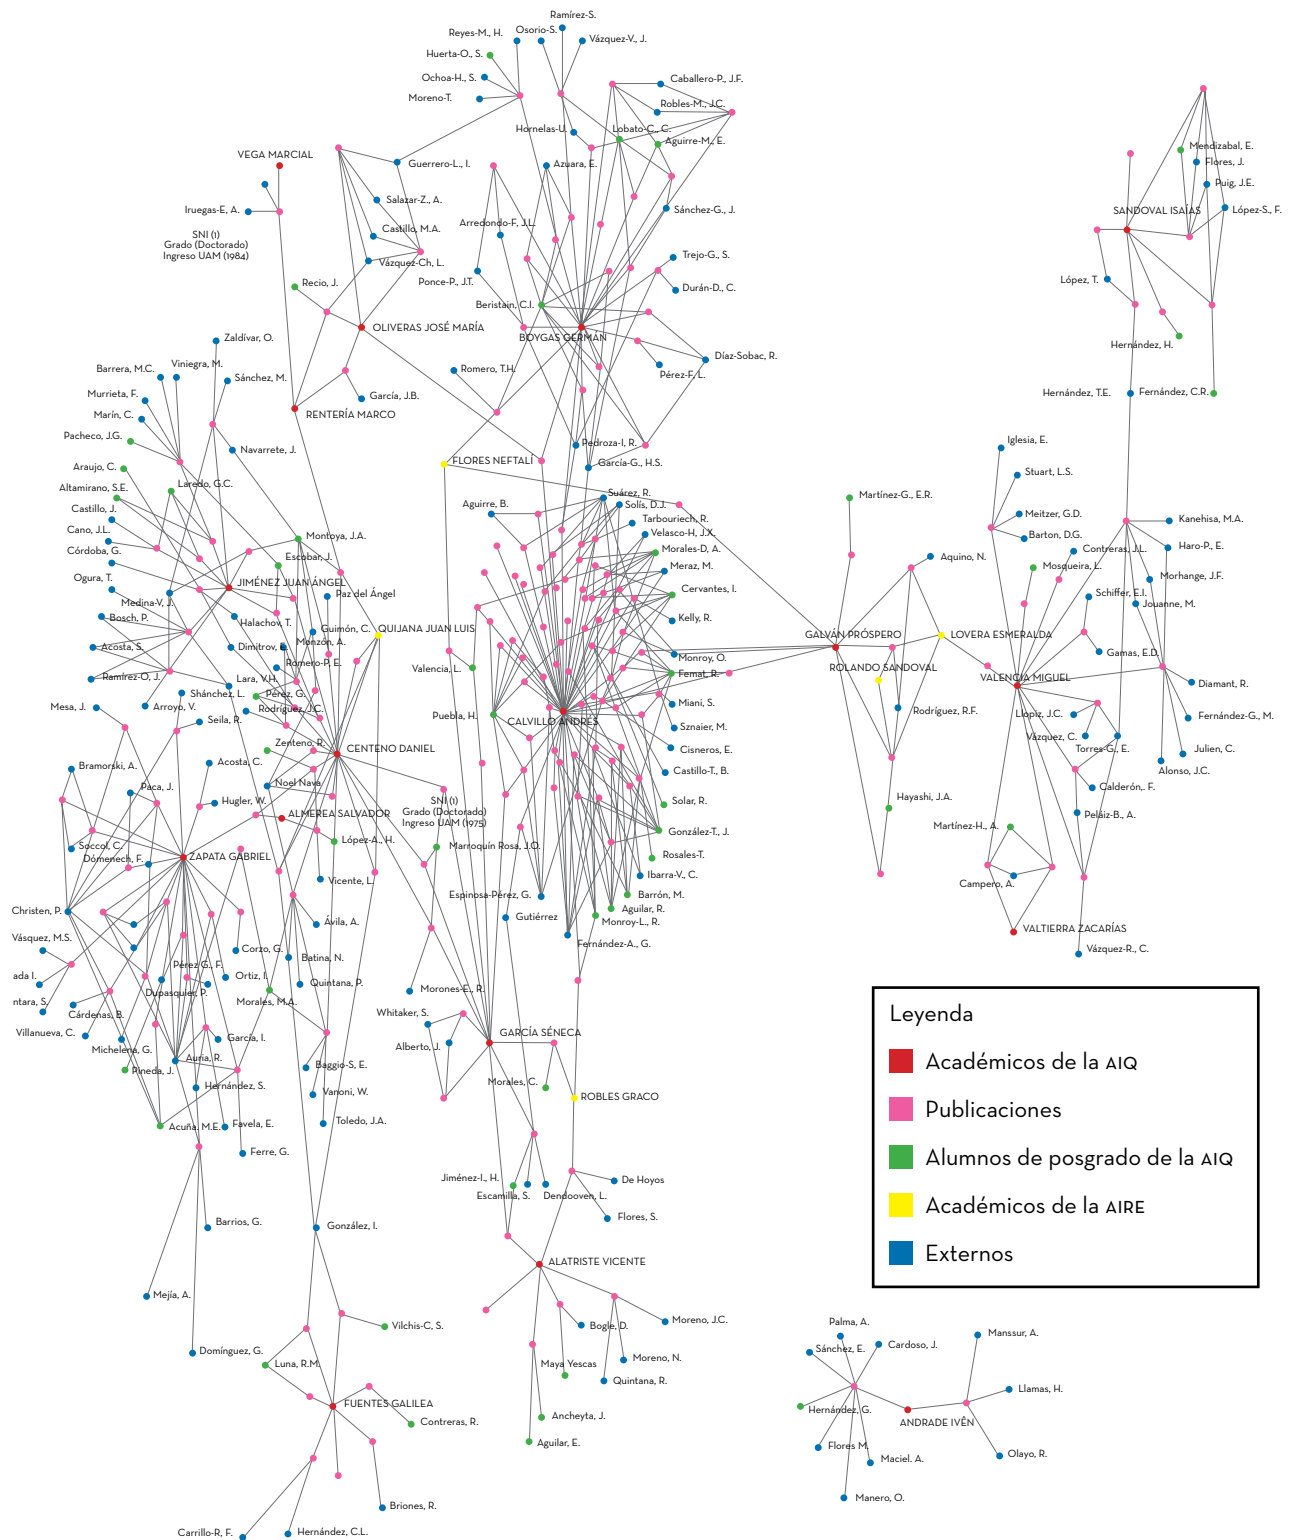 Ramírez-S.
Reyes-M., H.
Osorio-S.
Vázquez-V., J.
Huerta-O., S.
Ochoa-H., S.
Moreno-T.
Caballero-P., J.F.
Robles-M., J.C.
Hornelas-U.
Lobato-C., C.
Aguirre-M., E.
VEGA MARCIAL
Guerrero-L., I.
Azuara, E.
Mendizabal, E.
Flores, J.
Puig, J.E.
Iruegas-E, A.
Salazar-Z., A.
Castillo, M.A.
Arredondo-F, J.L.
Sánchez-G., J.
SANDOVAL ISAÍAS
López-S., F.
SNI (1)
Grado (Doctorado)
Ingreso UAM (1984)
Vázquez-Ch, L.
Ponce-P., J.T.
Trejo-G., S.
Durán-D., C.
López, T.
Recio, J.
Beristain, C.I.
OLIVERAS JOSÉ MARÍA
BOYGAS GERMÁN
Hernández, H.
Zaldívar, O.
Barrera, M.C.
Viniegra, M.
Sánchez, M.
Romero, T.H.
Díaz-Sobac, R.
Pérez-F, L.
Murrieta, F.
Marín, C.
García, J.B.
Hernández, T.E.
Fernández, C.R.
RENTERÍA MARCO
Pacheco, J.G.
Navarrete, J.
Pedroza-I, R.
Iglesia, E.
Araujo, C.
Laredo, G.C.
FLORES NEFTALÍ
García-G., H.S.
Stuart, L.S.
Altamirano, S.E.
Castillo, J.
Aguirre, B.
Suárez, R.
Solís, D.J.
Martínez-G., E.R.
Meitzer, G.D.
Kanehisa, M.A.
Cano, J.L.
Tarbouriech, R.
Velasco-H, J.X.
Barton, D.G.
Córdoba, G.
Montoya, J.A.
Escobar, J.
Morales-D, A.
Aquino, N.
Contreras, J.L.
Haro-P., E.
Ogura, T.
JIMÉNEZ JUAN ÁNGEL
Meraz, M.
Mosqueira, L.
Morhange, J.F.
Medina-V, J.
Paz del Ángel
Cervantes, I.
Schiffer, E.I.
Jouanne, M.
Bosch, P.
Halachov, T.
Guimón, C.
QUIJANA JUAN LUIS
Kelly, R.
GALVÁN PRÓSPERO
LOVERA ESMERALDA
Acosta, S.
Dimitrov, L.
Monzón, A.
Monroy, O.
Gamas, E.D.
Romero-P, E.
Valencia, L.
ROLANDO SANDOVAL
VALENCIA MIGUEL
Ramírez-O, J.
Lara, V.H.
Femat, R.
Diamant, R.
Shánchez, L.
Pérez, G.
Arroyo, V.
Rodríguez, J.C.
Miani, S.
Rodríguez, R.F.
Mesa, J.
Seila, R.
Puebla, H.
CALVILLO ANDRÉS
Llopiz, J.C.
Fernández-G., M.
Sznaier, M.
Vázquez, C.
Zenteno, R.
CENTENO DANIEL
Cisneros, E.
Torres-G., E.
Julien, C.
Bramorski, A.
Acosta, C.
Castillo-T., B.
Alonso, J.C.
Paca, J.
Noel Nava
Calderón,. F.
Hugler, W.
SNI (1)
Grado (Doctorado)
Ingreso UAM (1975)
Solar, R.
Hayashi, J.A.
ALMEREA SALVADOR
Peláiz-B., A.
Soccol, C.
López-A., H.
Marroquín Rosa, J.O.
González-T., J.
Martínez-H., A.
Dómenech, F.
ZAPATA GABRIEL
Rosales-T.
Vicente, L.
Ibarra-V., C.
Campero, A.
Espinosa-Pérez, G.
Barrón, M.
Christen, P.
Ávila, A.
Gutiérrez
Aguilar, R.
Monroy-L., R.
VALTIERRA ZACARÍAS
Vásquez, M.S.
Corzo, G.
Fernández-A., G.
Vázquez-R., C.
Batina, N.
ada I.
Pérez G., F.
Ortiz, I.
Quintana, P.
Dupasquier, P.
Morones-E., R.
ntara, S.
Cárdenas, B.
Morales, M.A.
Whitaker, S.
Villanueva, C.
García, I.
GARCÍA SÉNECA
Michelena, G.
Alberto, J.
Auria, R.
Baggio-S, E.
Pineda, J.
Morales, C.
Hernández, S.
Vanoni, W.
ROBLES GRACO
Acuña, M.E.
Favela, E.
Toledo, J.A.
Ferre, G.
Jiménez-I., H.
De Hoyos
Escamilla, S.
Dendooven, L.
Flores, S.
Barrios, G.
González, I.
ALATRISTE VICENTE
Mejía, A.
Vilchis-C, S.
Bogle, D.
Moreno, J.C.
Domínguez, G.
Luna, R.M.
Maya Yescas
Moreno, N.
Quintana, R.
FUENTES GALILEA
Contreras, R.
Ancheyta, J.
Aguilar, E.
Briones, R.
Carrillo-R, F.
Hernández, C.L.
Leyenda
Académicos de la AIQ
Publicaciones
Alumnos de posgrado de la AIQ
Académicos de la AIRE
Externos
Palma, A.
Manssur, A.
Sánchez, E.
Cardoso, J.
Llamas, H.
Hernández, G.
ANDRADE IVÊN
Flores M.
Maciel. A.
Olayo, R.
Manero, O.